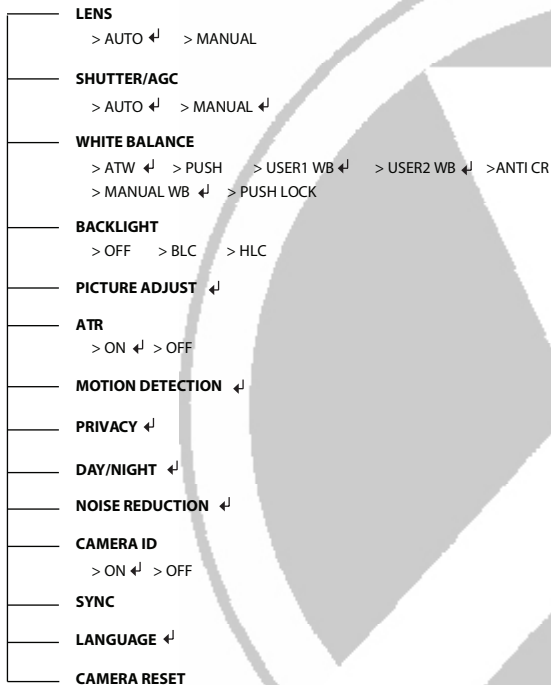 LENS
> AUTO ↵ > MANUAL
SHUTTER/AGC
> AUTO ↵ > MANUAL ↵
WHITE BALANCE
> ATW ↵ > PUSH > USER1 WB ↵ > USER2 WB ↵ >ANTI CR
> MANUAL WB ↵ > PUSH LOCK
BACKLIGHT
> OFF > BLC > HLC
PICTURE ADJUST ↵
ATR
> ON ↵ > OFF
MOTION DETECTION ↵
PRIVACY ↵
DAY/NIGHT ↵
NOISE REDUCTION ↵
CAMERA ID
> ON ↵ > OFF
SYNC
LANGUAGE ↵
CAMERA RESET